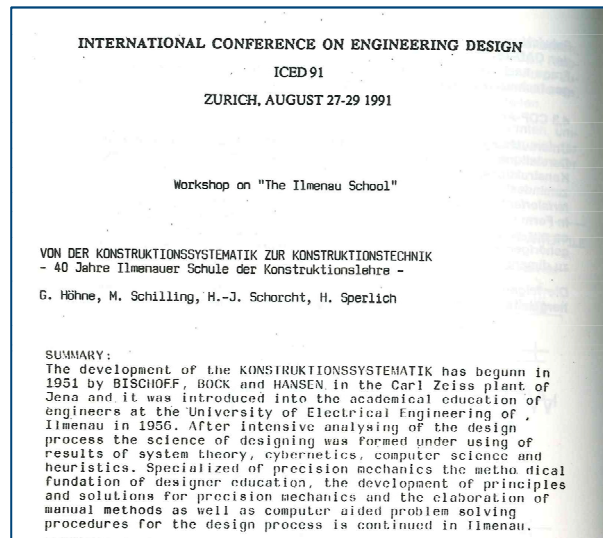 INTERNATIONAL CONFERENCE ON ENGINEERING DESIGN
ICED 91
ZURICH, AUGUST 27-29 1991
Workshop on "The Ilmenau School"
VON DER KONSTRUKTIONSSYSTEMATIK ZUR KONSTRUKTIONSTECHNIK
- 40 Jahre Ilmenauer Schule der Konstruktionslehre -
G. Höhne, M. Schilling, H.-J. Schorcht, H. Sperlich
SUMMARY:
The development of the KONSTRUKTIONSSYSTEMATIK has begunn in
1951 by BISCHOFF, BOCK and HANSEN in the Carl Zeiss plant of
Jena and it was introduced into the academical education of
engineers at the University of Electrical Engineering of
Ilmenau in 1956. After intensive analysing of the design
process the science of designing was formed under using of
results of system theory, cybernetics, computer science and
heuristics. Specialized of precision mechanics the metho dical
fundation of designer education, the development of principles
and solutions for precision mechanics and the elaboration of
manual methods as well as computer aided problem solving
procedures for the design process is continued in Ilmenau.